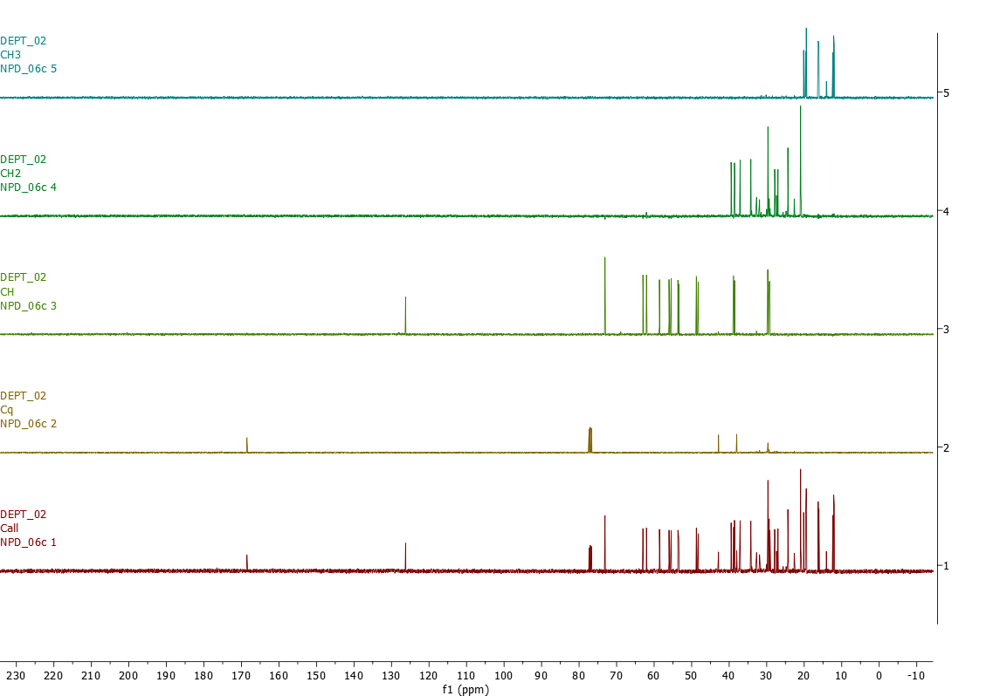 DEPT_02
CH3
NPD_06c 5
5
DEPT_02
CH2
NPD_06c 4
4
DEPT_02
CH
NPD_06c 3
3
DEPT_02
Cq
NPD_06c 2
2
DEPT_02
Call
NPD_06c 1
1
230 220 210 200 190 180 170 160 150 140 130 120 110 100 90 80 70 60 50 40 30 20 10 0 -10
f1 (ppm)